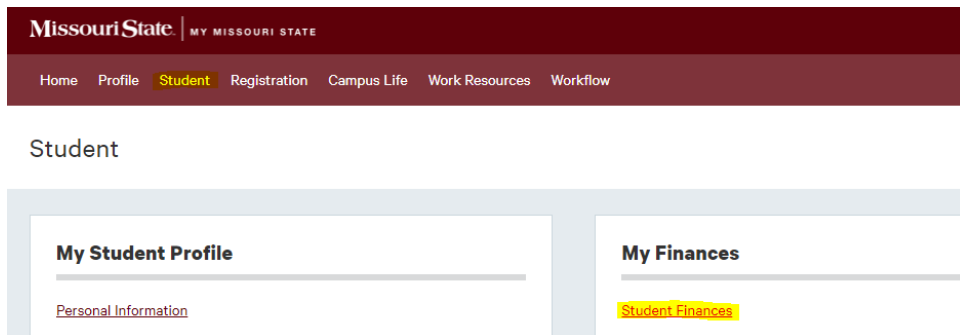 Missouri State. MY MISSOURI STATE
Home Profile Student Registration Campus Life Work Resources Workflow
Student
My Student Profile
Personal Information
My Finances
Student Finances